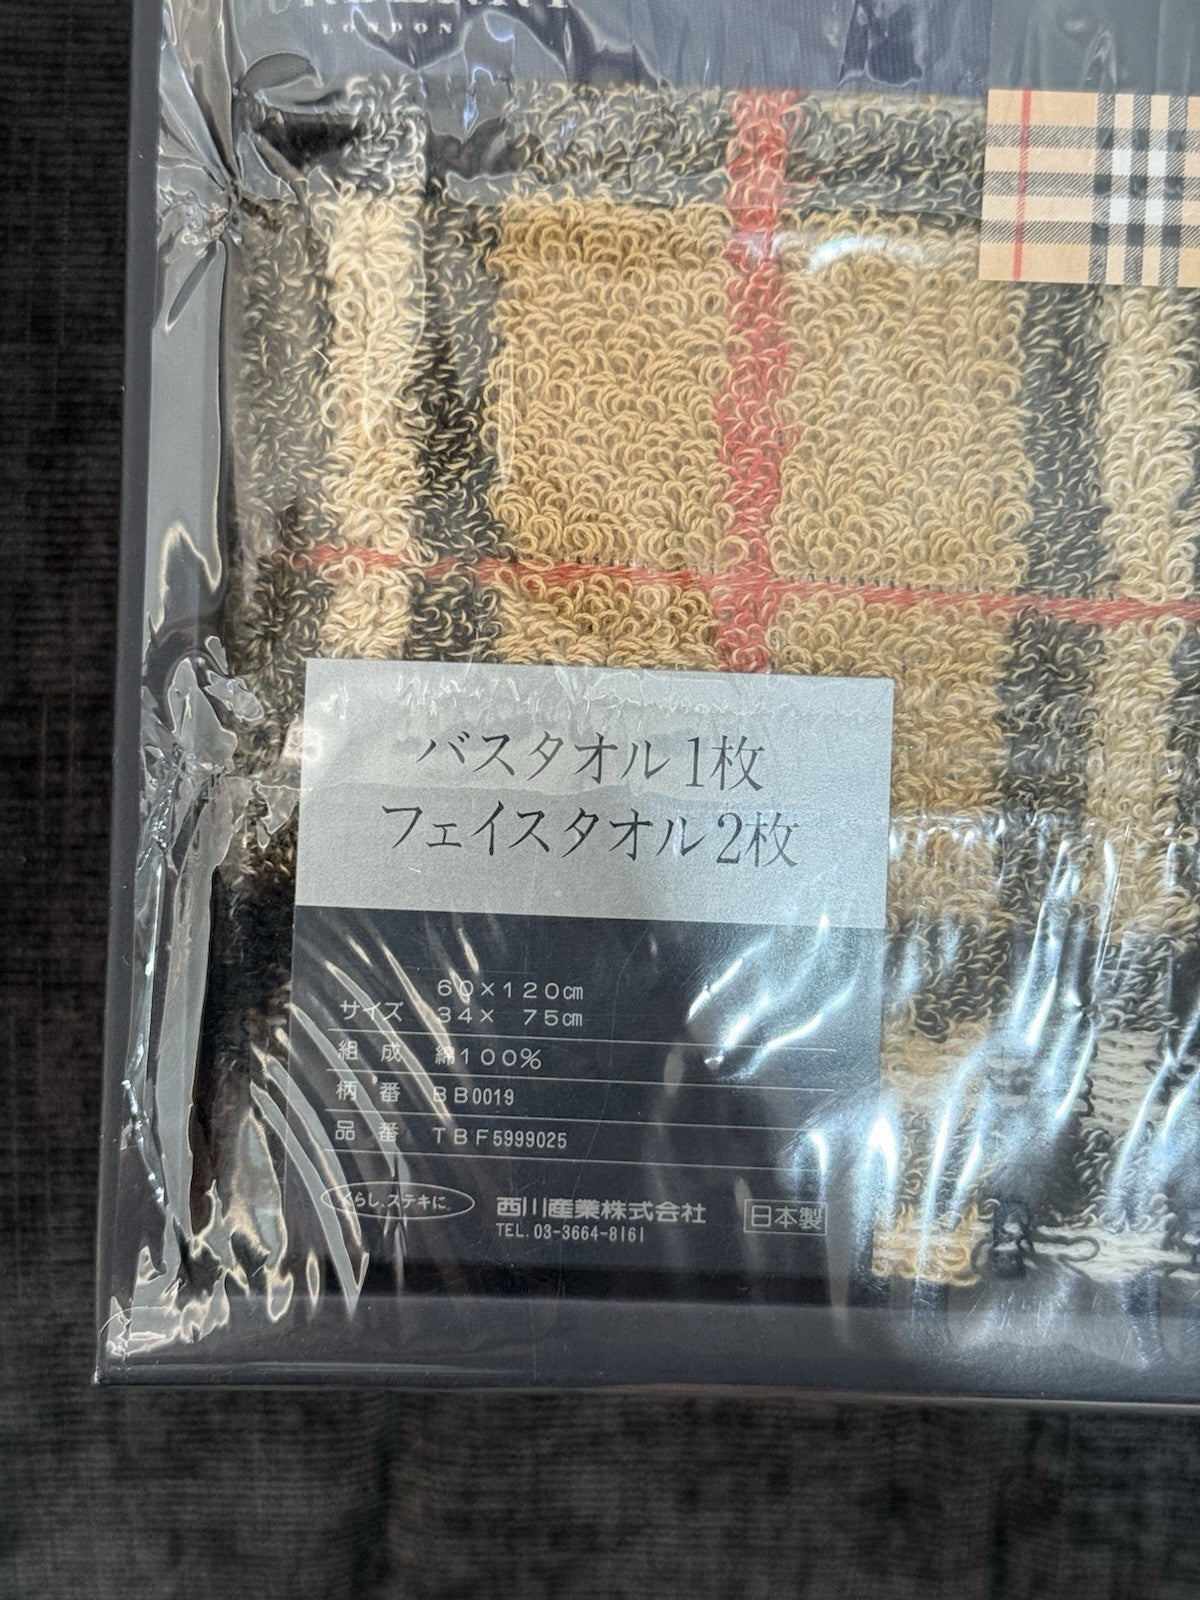 LONDON
バスタオル1枚
フェイスタオル2枚
サイズ 60×120㎝
34× 75㎝
組成 綿100%
柄番 BB0019
品番 TBF5999025
くらし、ステキに。 西川産業株式会社 日本製
TEL. 03-3664-8161